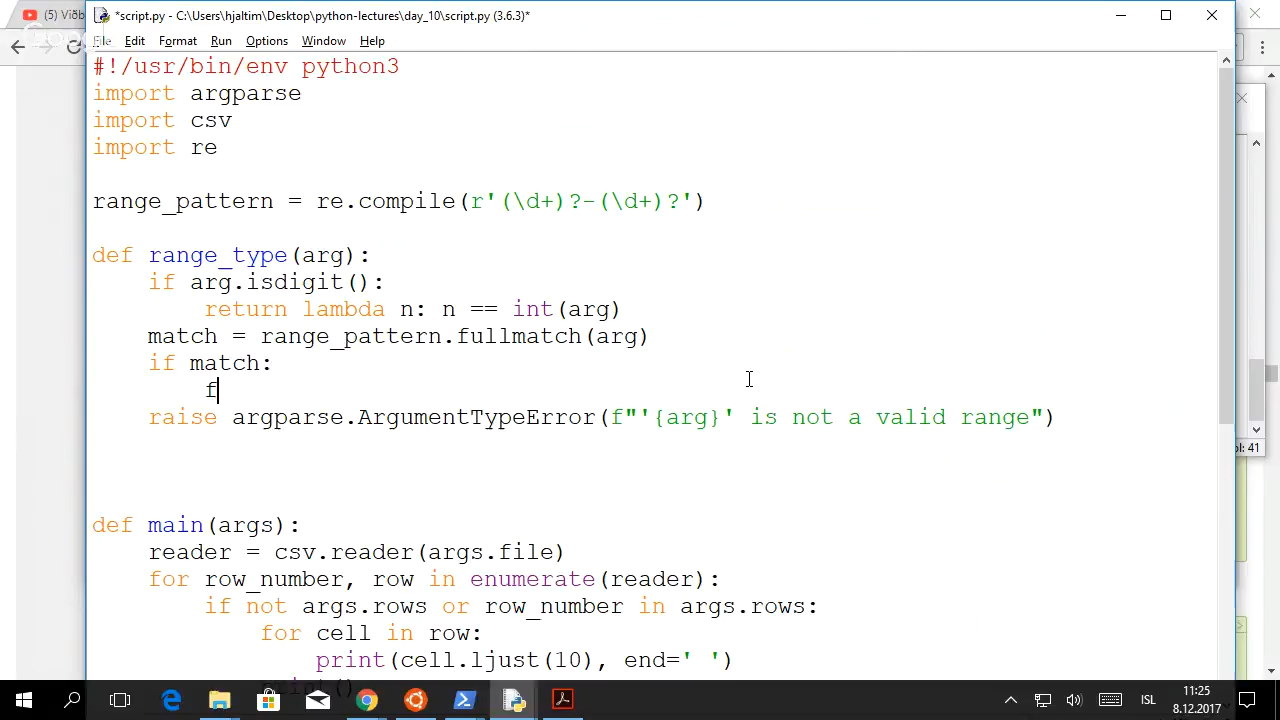 (5) Viðb
*script.py - C:\Users\hjaltim\Desktop\python-lectures\day_10\script.py (3.6.3)*
File Edit Format Run Options Window Help
#!/usr/bin/env python3
import argparse
import csv
import re
range_pattern = re.compile(r'(\d+)?-(\d+)?')
def range_type(arg):
    if arg.isdigit():
        return lambda n: n == int(arg)
    match = range_pattern.fullmatch(arg)
    if match:
        f
    raise argparse.ArgumentTypeError(f"'{arg}' is not a valid range")
def main(args):
    reader = csv.reader(args.file)
    for row_number, row in enumerate(reader):
        if not args.rows or row_number in args.rows:
            for cell in row:
                print(cell.ljust(10), end=' ')
            print()
ol: 41
ISL
11:25
8.12.2017